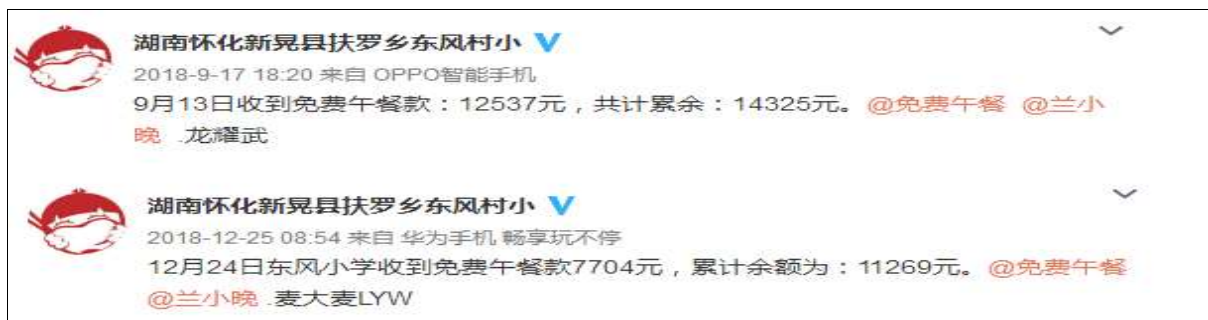 湖南怀化新晃县扶罗乡东风村小
2018-9-17 18:20 来自 OPPO智能手机
9月13日收到免费午餐款：12537元，共计累余：14325元。@免费午餐 @兰小
晚 .龙耀武
湖南怀化新晃县扶罗乡东风村小
2018-12-25 08:54 来自 华为手机 畅享玩不停
12月24日东风小学收到免费午餐款7704元，累计余额为：11269元。@免费午餐
@兰小晚 .麦大麦LYW